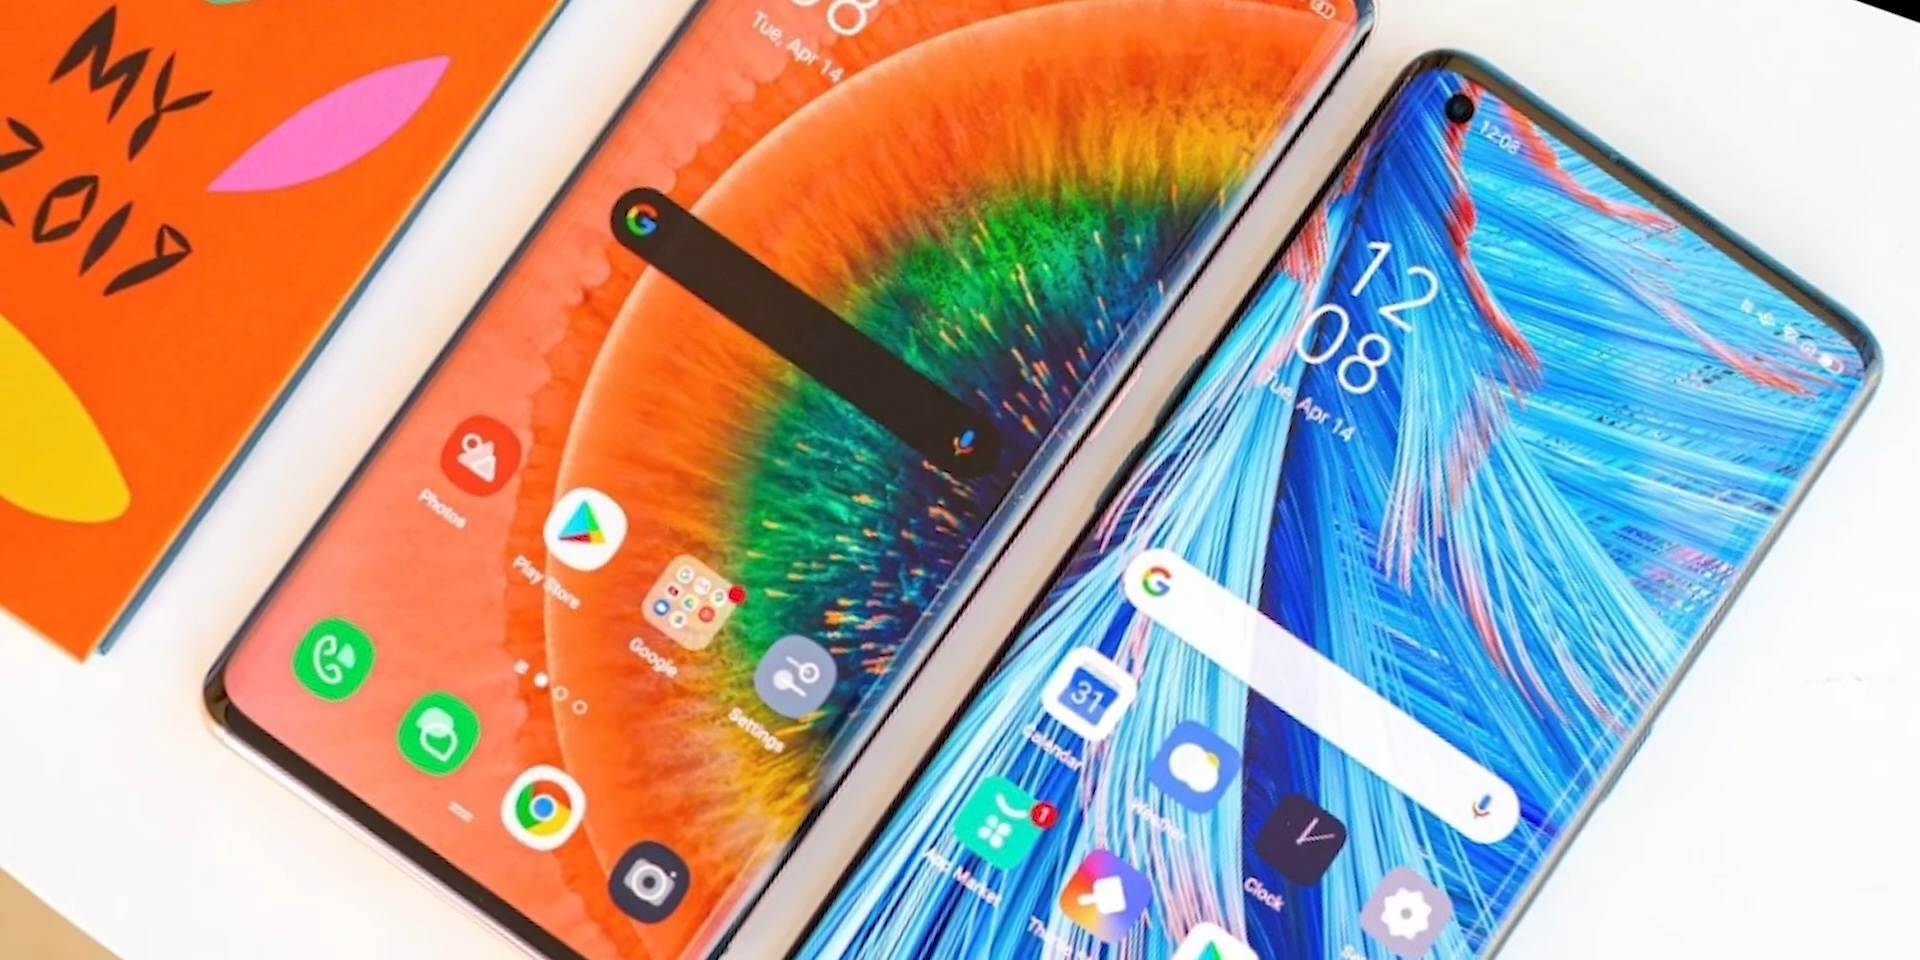 MY
2019
08
Tue, Apr 14
Photos
Play Store
Google
Settings
12:08
12
08
Tue, Apr 14
31
Calendar
Weather
Clock
1
App Market